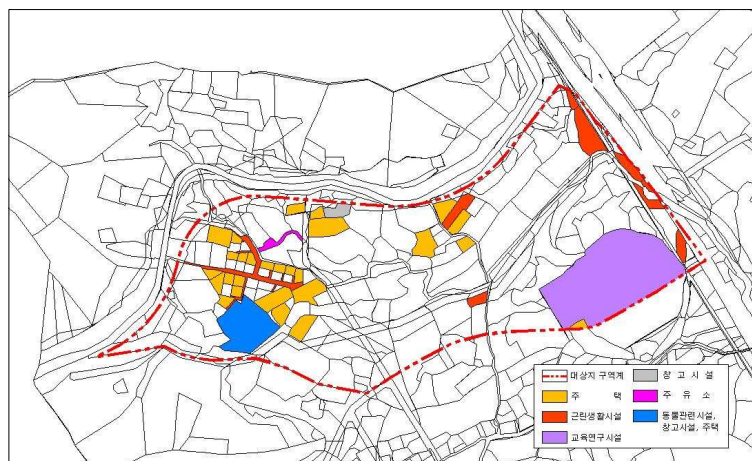 대상지 구역계
주 택
근린생활시설
교육연구시설
창 고 시 설
주 유 소
동물관련시설,
창고시설, 주택